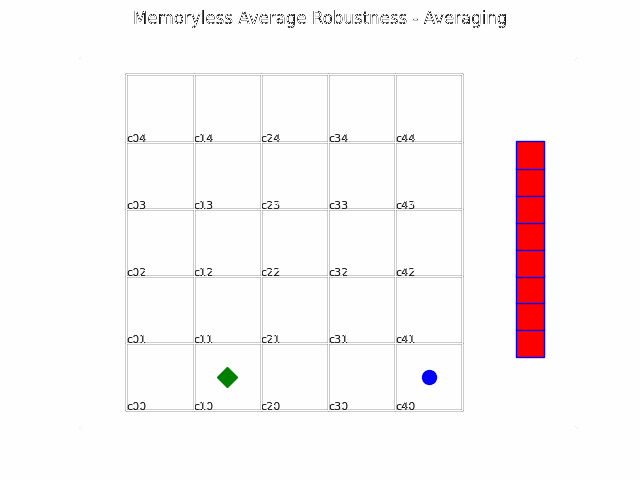 Memoryless Average Robustness - Averaging
c04 c14 c24 c34 c44
c03 c13 c23 c33 c43
c02 c12 c22 c32 c42
c01 c11 c21 c31 c41
c00 c10 c20 c30 c40